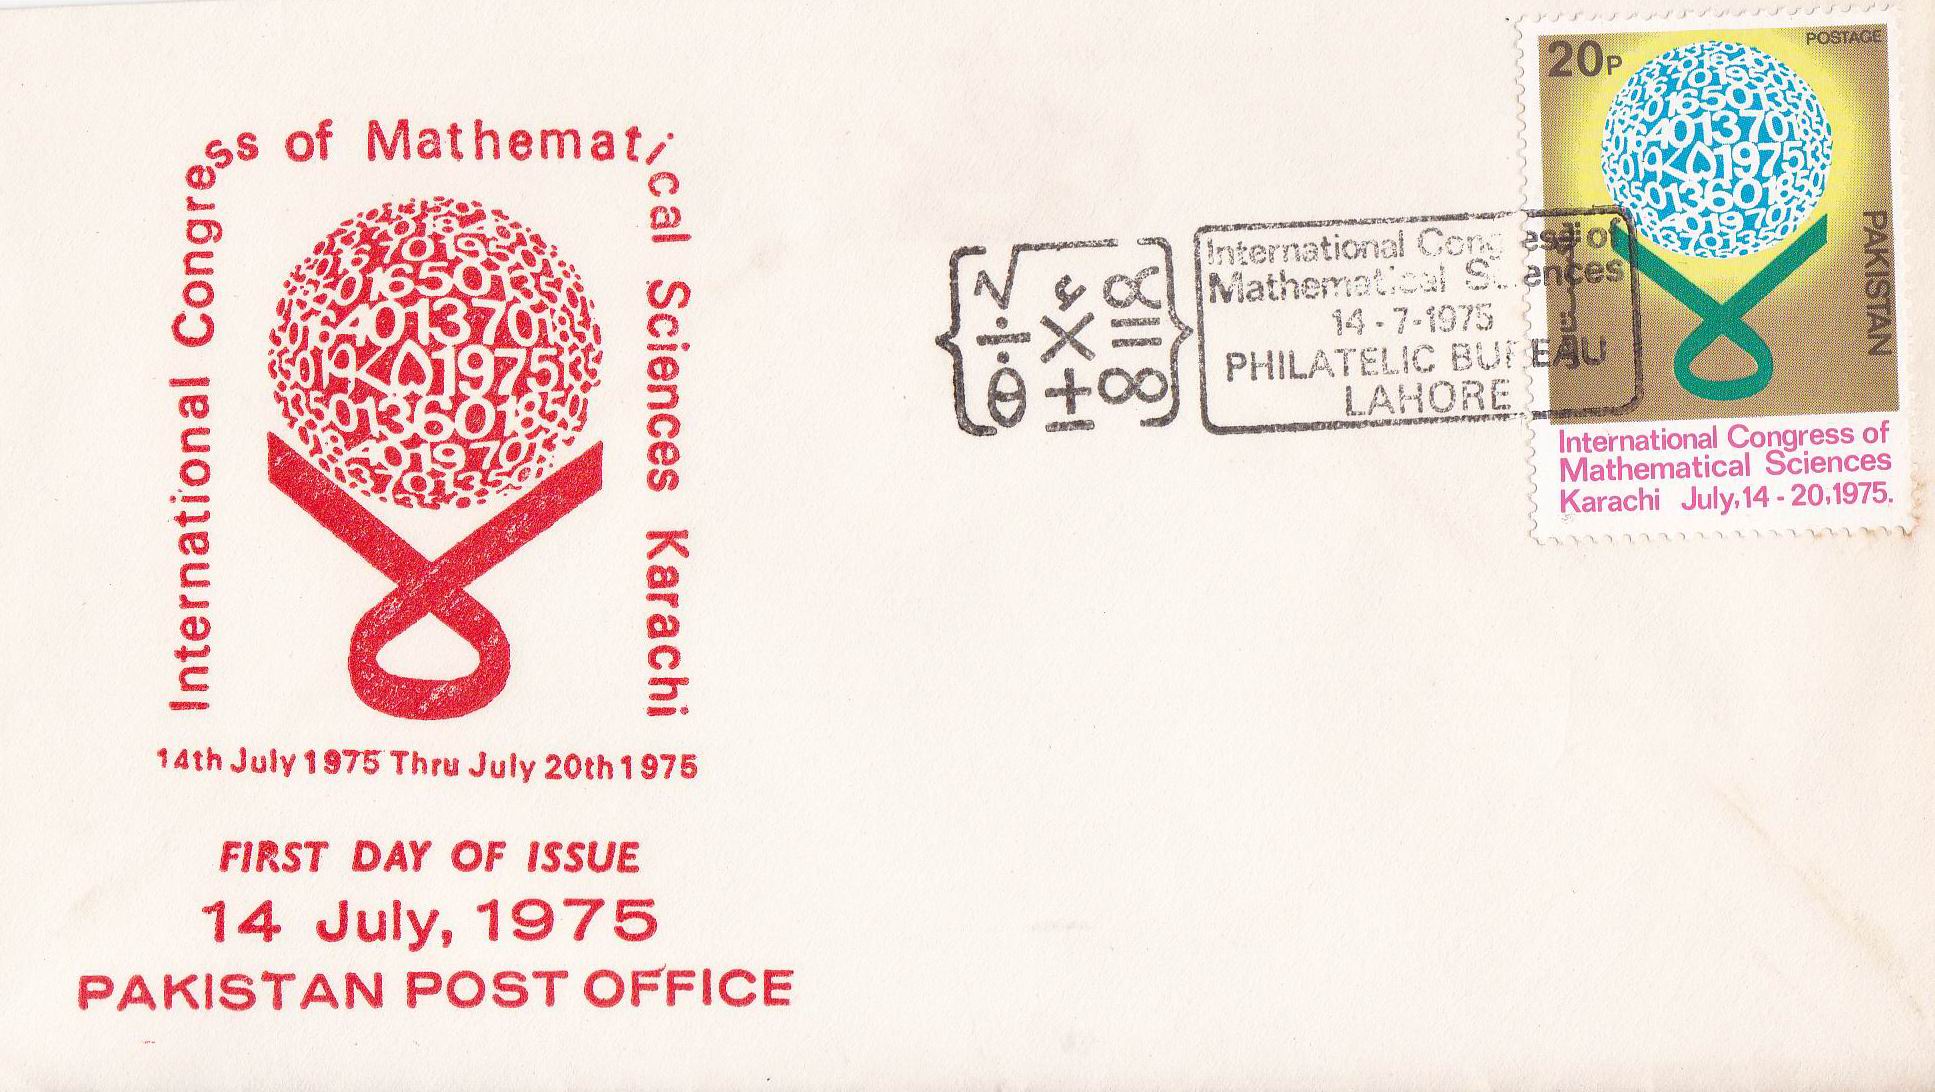 International Congress of Mathematical Sciences Karachi
14th July 1975 Thru July 20th 1975
FIRST DAY OF ISSUE
14 July, 1975
PAKISTAN POST OFFICE
International Congress of
Mathematical Sciences
14-7-1975
PHILATELIC BUREAU
LAHORE
20P
POSTAGE
PAKISTAN
International Congress of
Mathematical Sciences
Karachi July,14-20,1975.